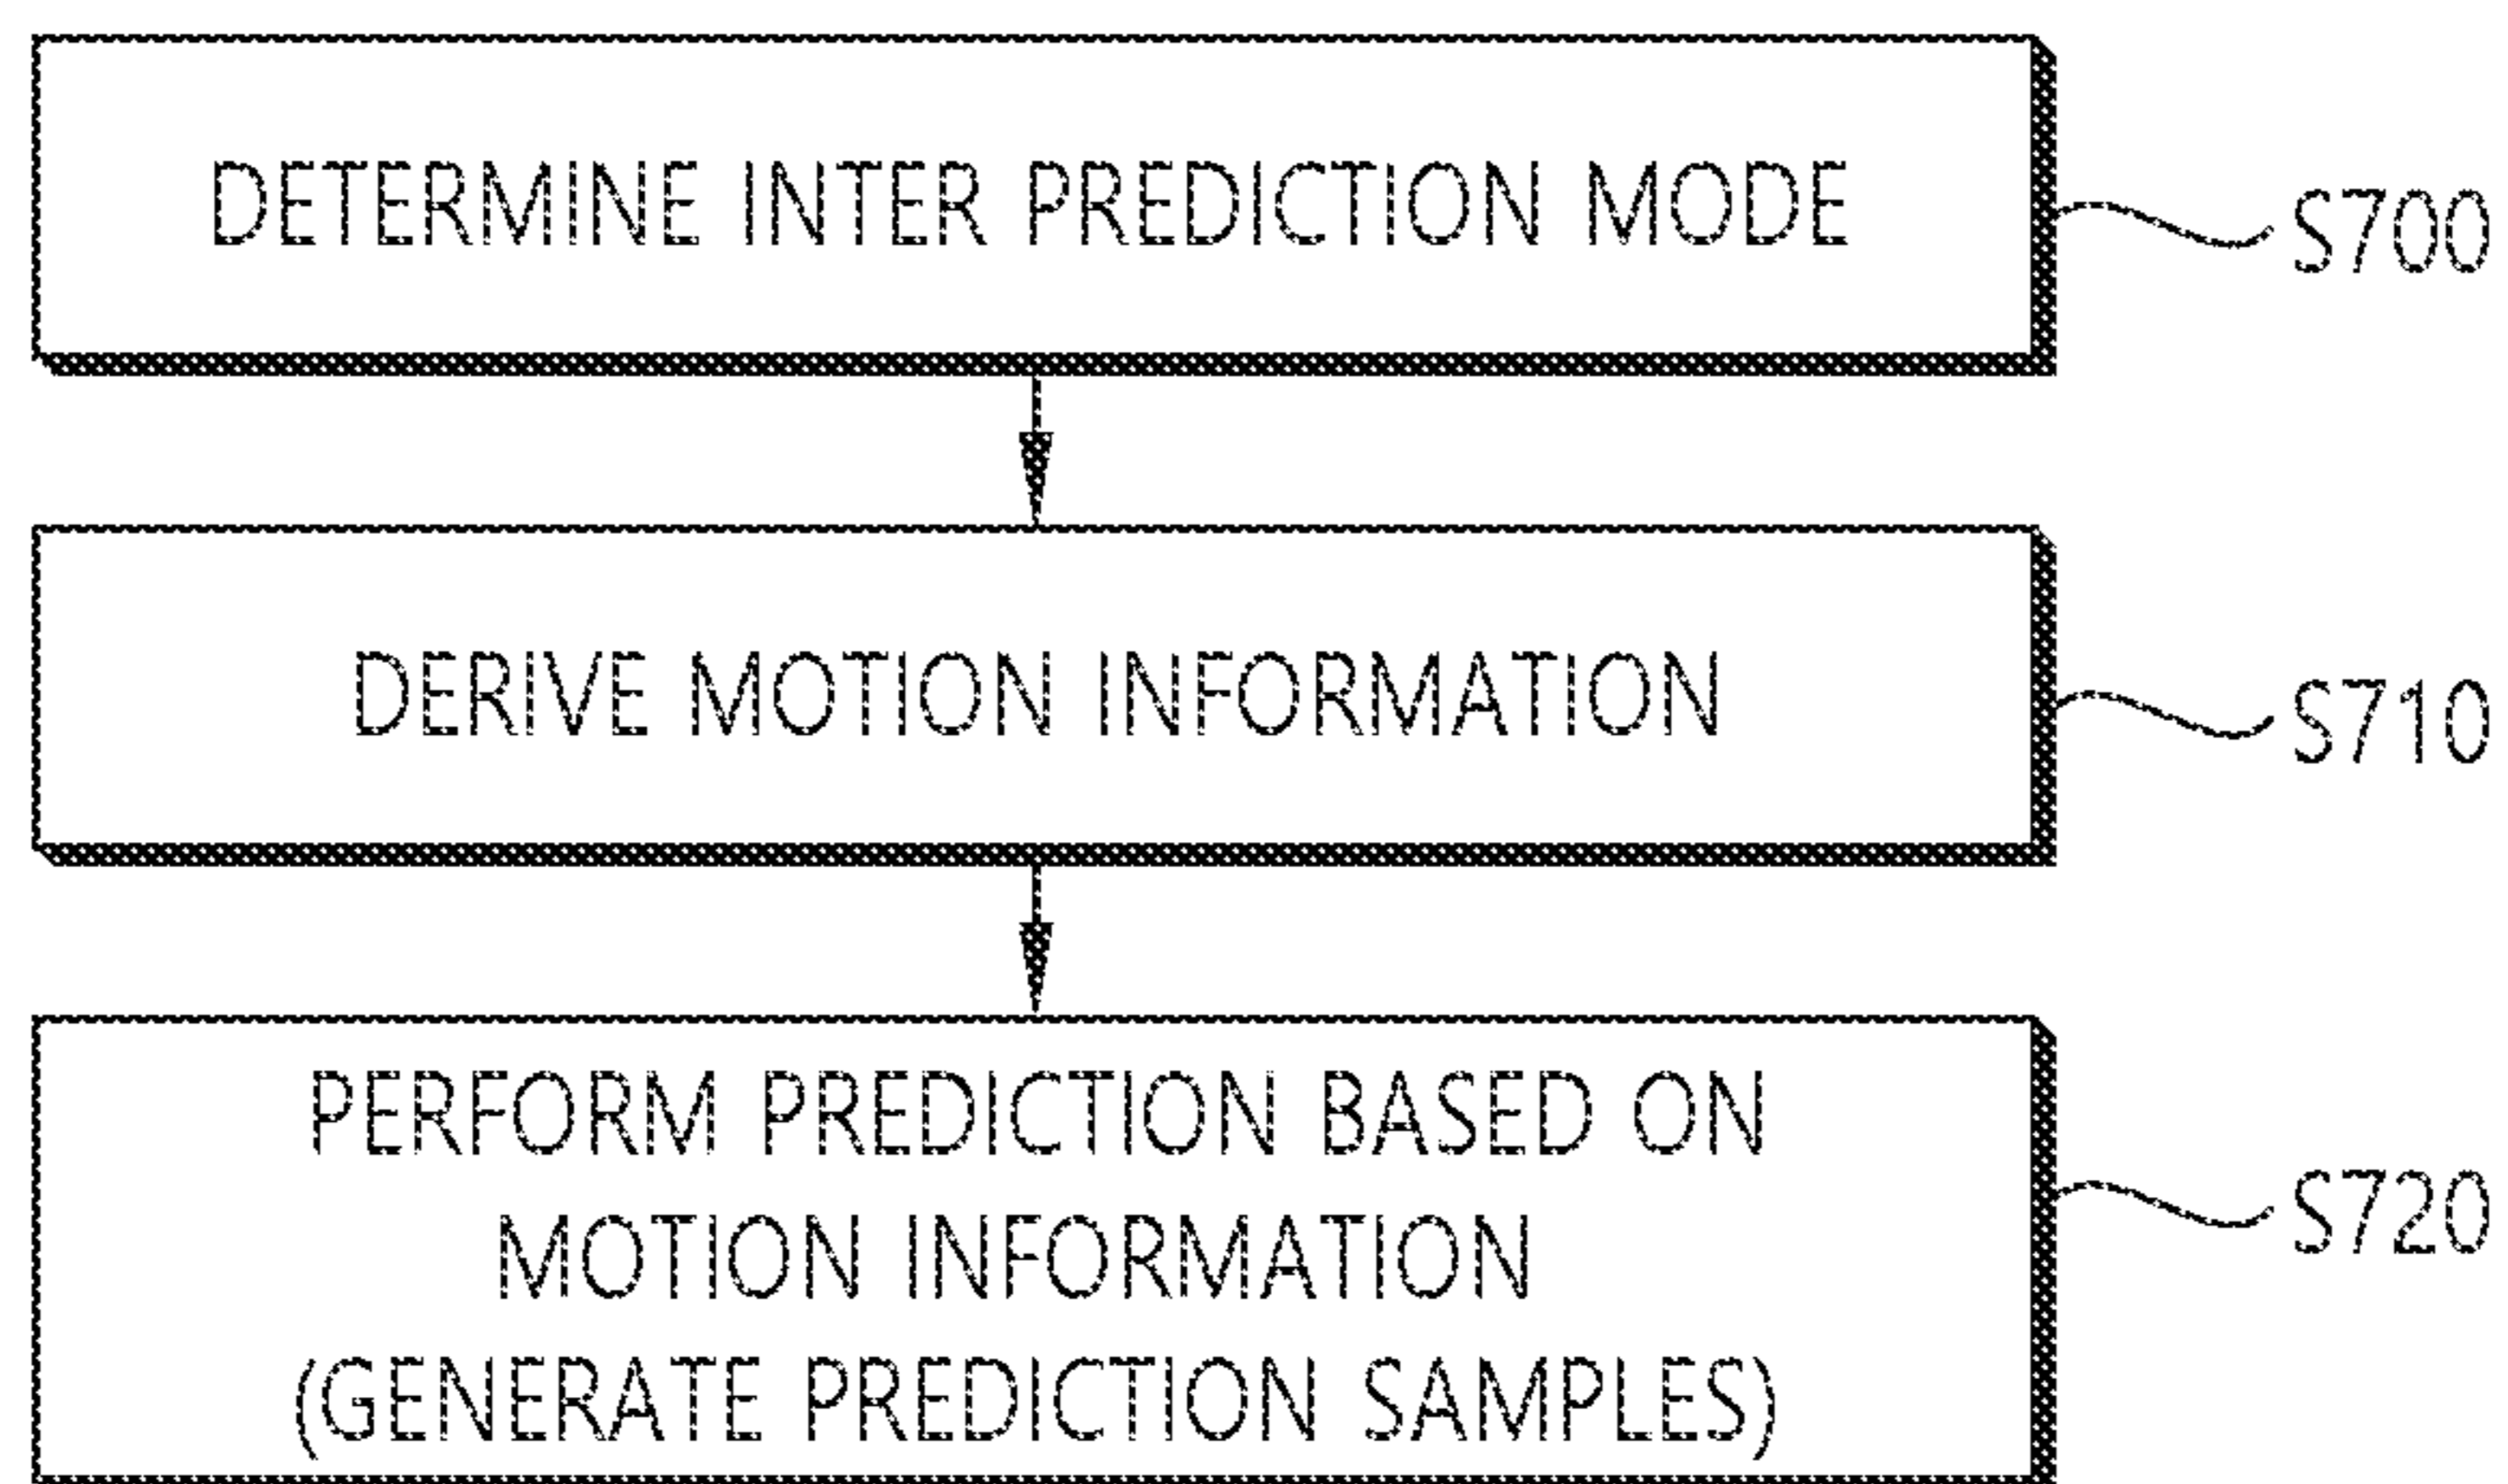 DETERMINE INTER PREDICTION MODE
S700
DERIVE MOTION INFORMATION
S710
PERFORM PREDICTION BASED ON
MOTION INFORMATION
(GENERATE PREDICTION SAMPLES)
S720